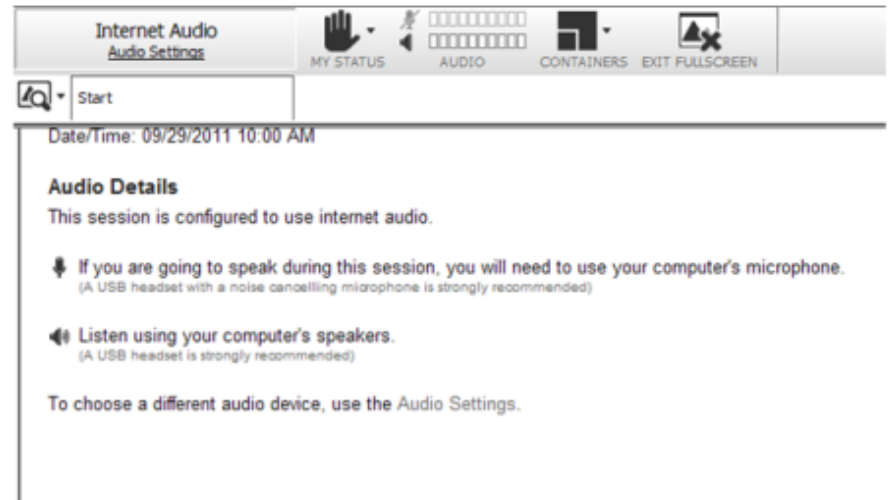 Internet Audio
Audio Settings
MY STATUS
AUDIO
CONTAINERS
EXIT FULLSCREEN
Start
Date/Time: 09/29/2011 10:00 AM
Audio Details
This session is configured to use internet audio.
If you are going to speak during this session, you will need to use your computer's microphone.
(A USB headset with a noise cancelling microphone is strongly recommended)
Listen using your computer's speakers.
(A USB headset is strongly recommended)
To choose a different audio device, use the Audio Settings.